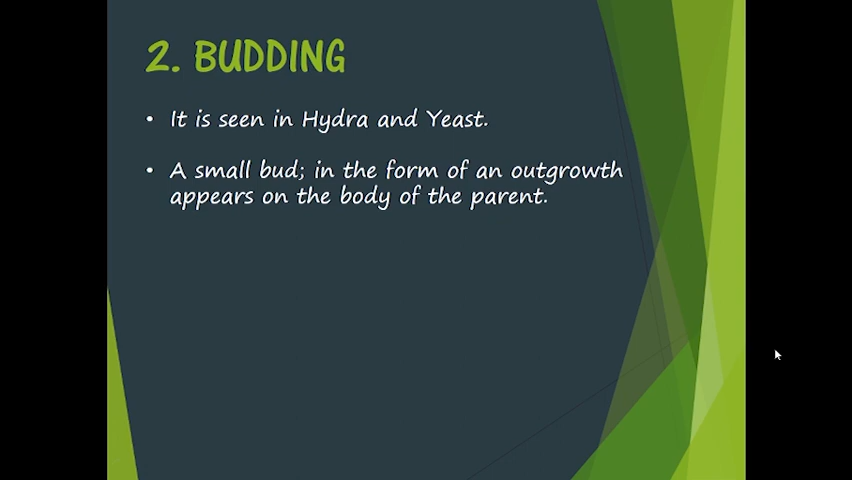 2. BUDDING
• It is seen in Hydra and Yeast.
• A small bud; in the form of an outgrowth
appears on the body of the parent.